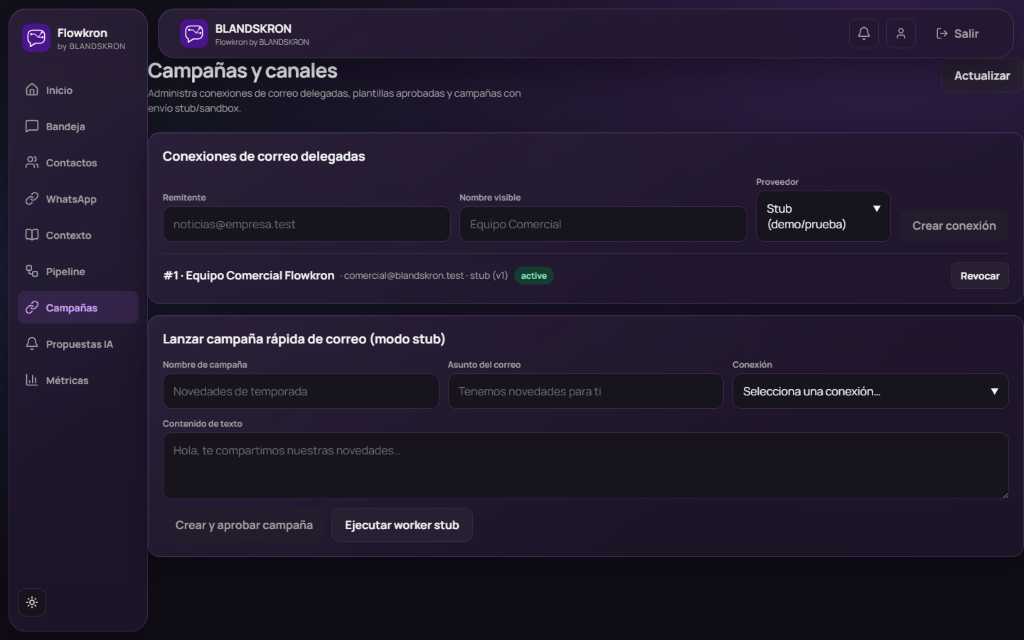 Flowkron
by BLANDSKRON
Inicio
Bandeja
Contactos
WhatsApp
Contexto
Pipeline
Campañas
Propuestas IA
Métricas
BLANDSKRON
Flowkron by BLANDSKRON
Salir
Campañas y canales
Administra conexiones de correo delegadas, plantillas aprobadas y campañas con
envío stub/sandbox.
Actualizar
Conexiones de correo delegadas
Remitente
noticias@empresa.test
Nombre visible
Equipo Comercial
Proveedor
Stub
(demo/prueba)
Crear conexión
#1 · Equipo Comercial Flowkron · comercial@blandskron.test · stub (v1) active
Revocar
Lanzar campaña rápida de correo (modo stub)
Nombre de campaña
Novedades de temporada
Asunto del correo
Tenemos novedades para ti
Conexión
Selecciona una conexión...
Contenido de texto
Hola, te compartimos nuestras novedades...
Crear y aprobar campaña
Ejecutar worker stub